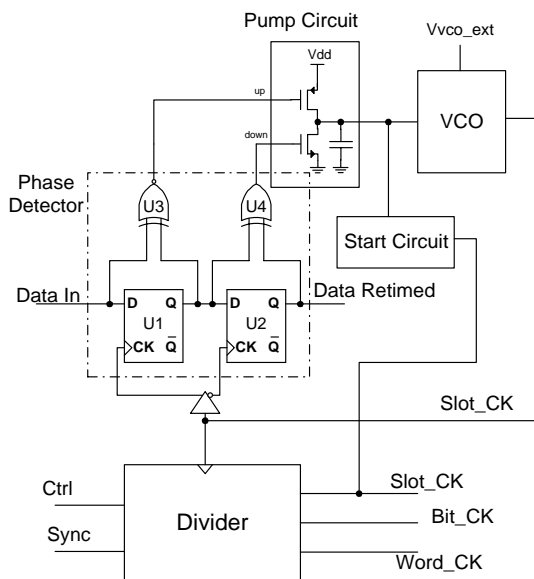 Pump Circuit
Vvco_ext
Vdd
up
VCO
down
Phase
Detector
U3
U4
Start Circuit
Data In
D
Q
D
Q
Data Retimed
U1
U2
CK
Q
CK
Q
Slot_CK
Ctrl
Slot_CK
Divider
Bit_CK
Sync
Word_CK